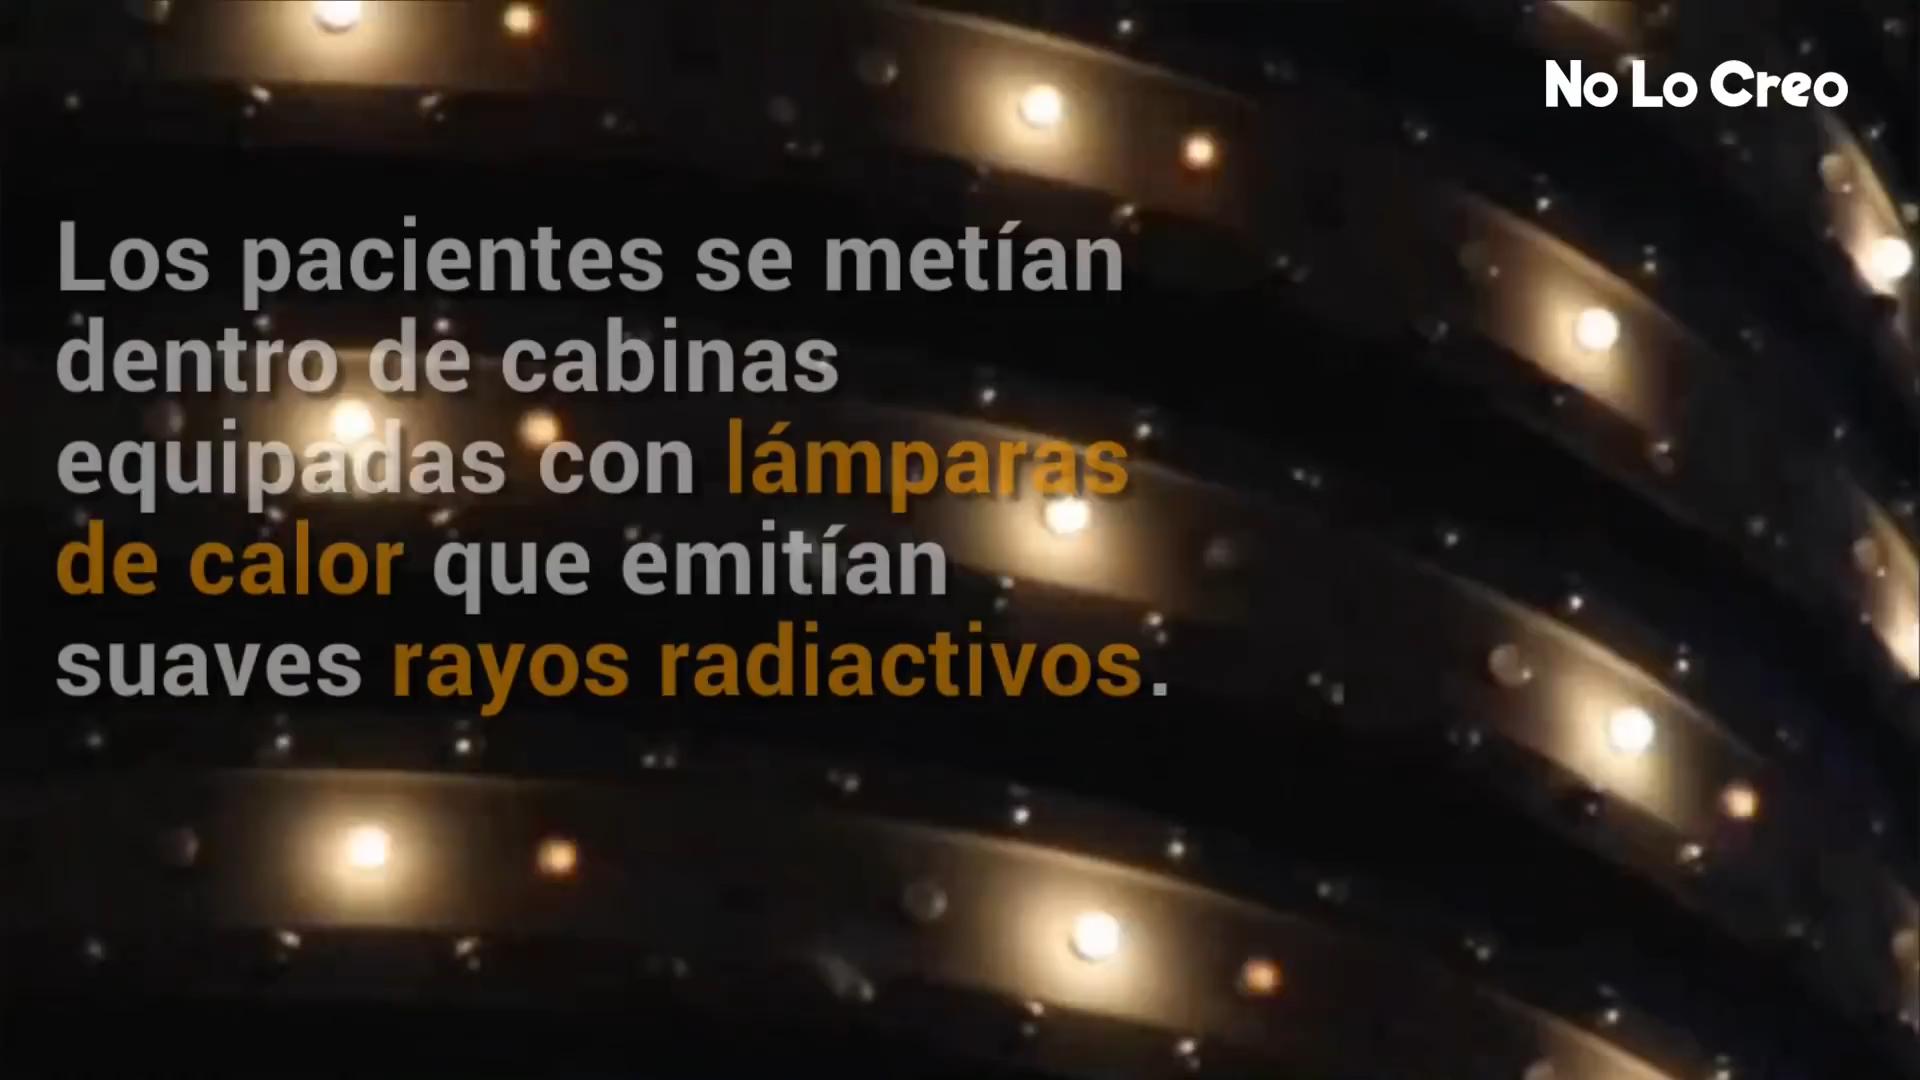 No Lo Creo
Los pacientes se metían
dentro de cabinas
equipadas con lámparas
de calor que emitían
suaves rayos radiactivos.